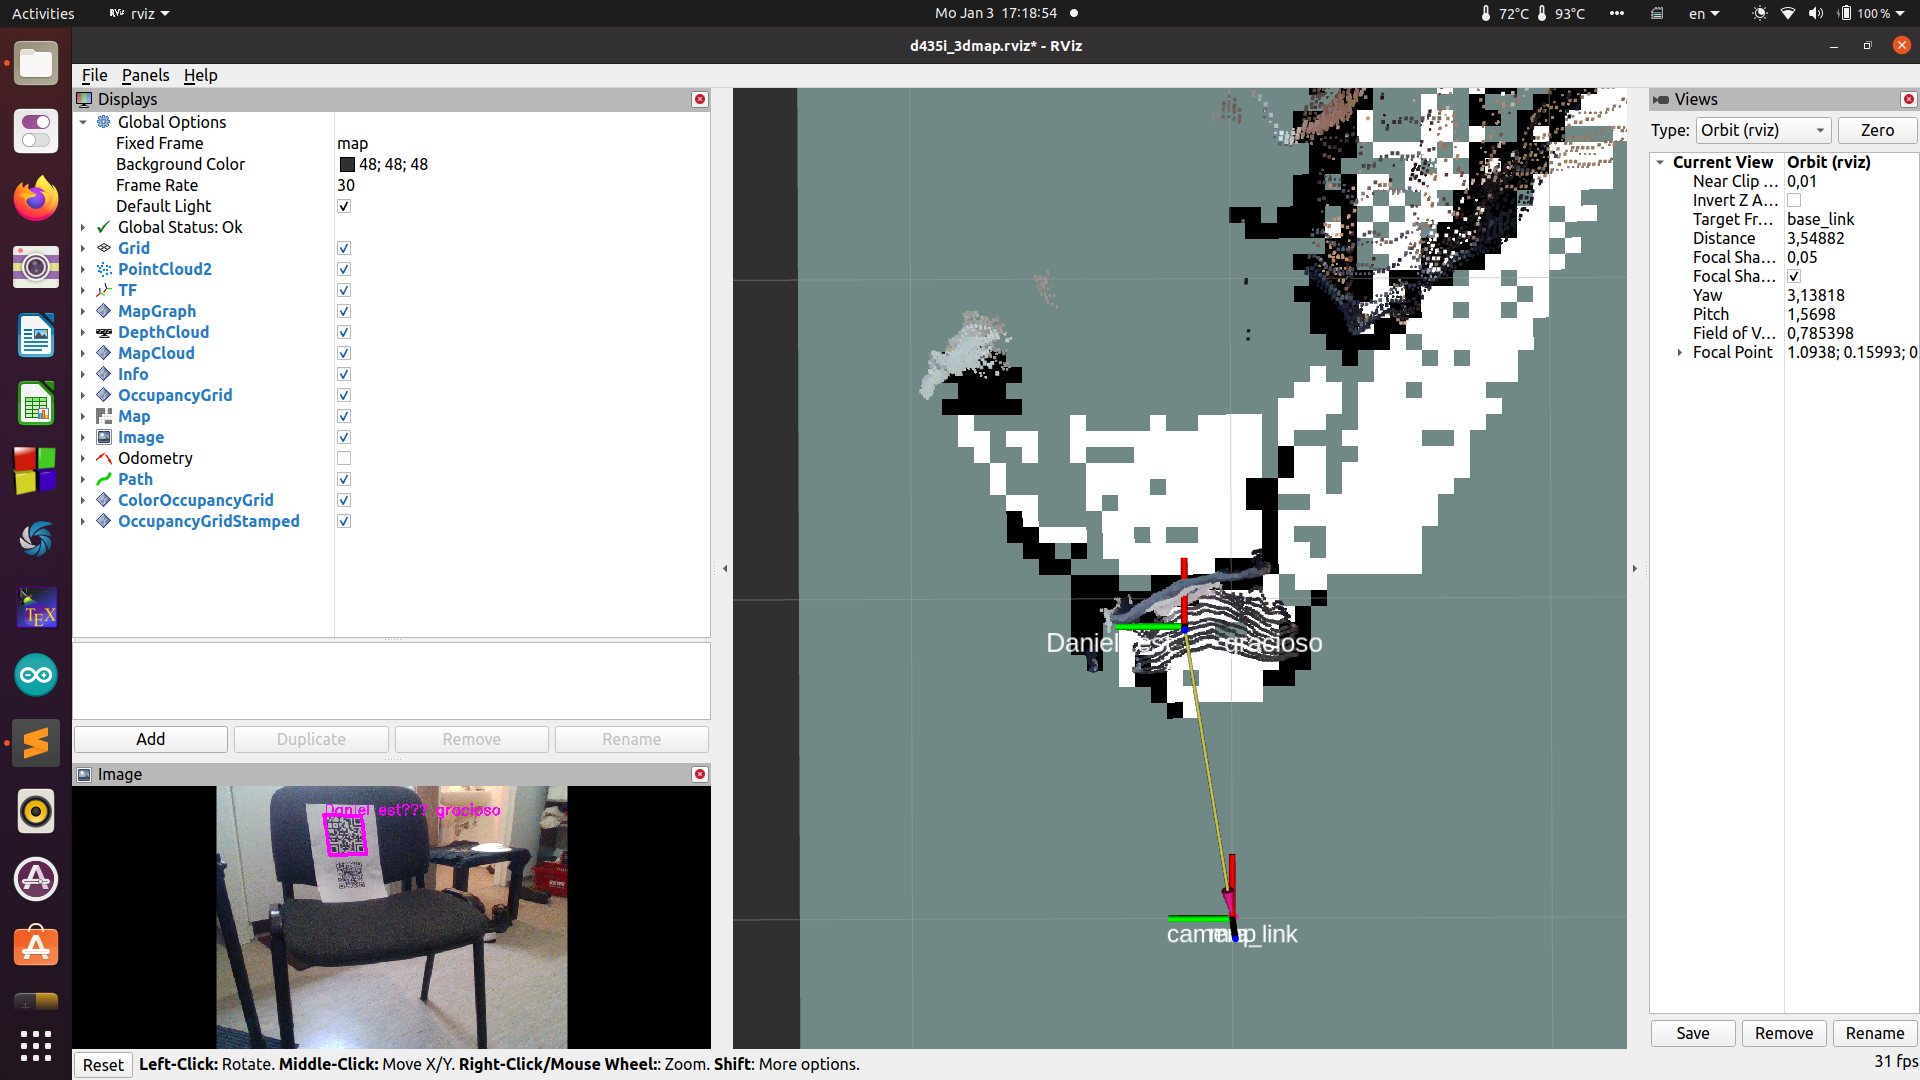 Activities
rviz
Mo Jan 3 17:18:54
72°C
93°C
en
100 %
d435i_3dmap.rviz* - RViz
File Panels Help
Displays
Global Options
Fixed Frame map
Background Color 48; 48; 48
Frame Rate 30
Default Light
Global Status: Ok
Grid
PointCloud2
TF
MapGraph
DepthCloud
MapCloud
Info
OccupancyGrid
Map
Image
Odometry
Path
ColorOccupancyGrid
OccupancyGridStamped
Add Duplicate Remove Rename
Image
Daniel est??? gracioso
Daniel est gracioso
camera_link
map
Views
Type: Orbit (rviz) Zero
Current View Orbit (rviz)
Near Clip ... 0,01
Invert Z A...
Target Fr... base_link
Distance 3,54882
Focal Sha... 0,05
Focal Sha...
Yaw 3,13818
Pitch 1,5698
Field of V... 0,785398
Focal Point 1.0938; 0.15993; 0
Save Remove Rename
Reset Left-Click: Rotate. Middle-Click: Move X/Y. Right-Click/Mouse Wheel:: Zoom. Shift: More options.
31 fps